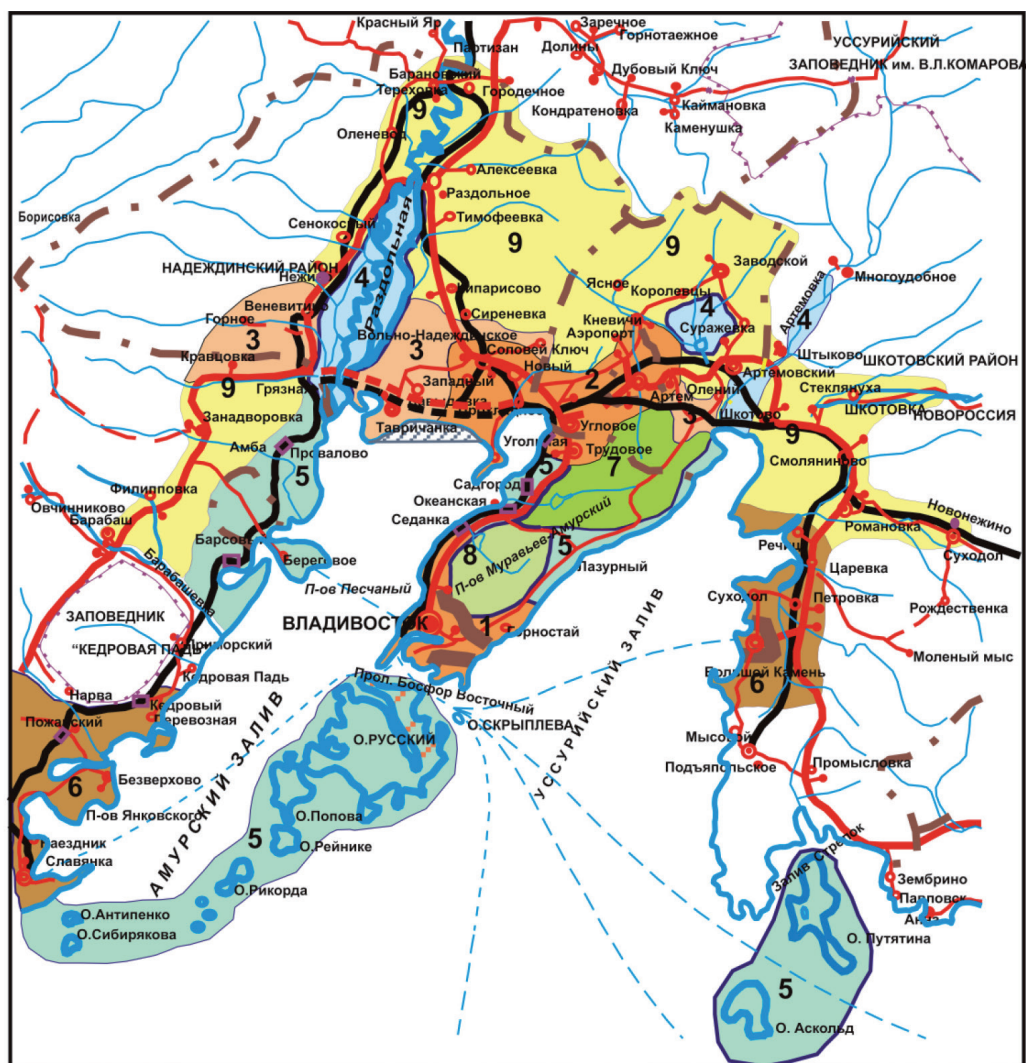 Красный Яр
Заречное
Горнотаежное
Партизан
Долины
УССУРИЙСКИЙ
ЗАПОВЕДНИК им. В.Л.КОМАРОВА
Барановский
Дубовый Ключ
Тереховка
Городечное
9
Кондратеновка
Каймановка
Каменушка
Оленевод
Алексеевка
Раздольное
Борисовка
Тимофеевка
Сенокосный
9
9
НАДЕЖДИНСКИЙ РАЙОН
4
Раздольная
Заводской
Многоудобное
Ясное
Королевцы
Артемовка
Кипарисово
4
4
Веневитино
Горное
Сиреневка
Кневичи
Суражевка
3
Вольно-Надеждинское
Аэропорт
3
Соловей Ключ
Штыково
ШКОТОВСКИЙ РАЙОН
Кравцовка
Новый
2
Артемовский
9
Грязная
Западный
Олений
Стеклянуха
Артем
ШКОТОВКА
НОВОРОССИЯ
Занадворовка
Тавричанка
Шкотово
3
Угловое
9
Амба
Провалово
Угольная
Трудовое
5
5
7
Смоляниново
Филипповка
Садгород
Овчинниково
Океанская
Новонежино
Барабаш
Седанка
Романовка
Барсовый
8
П-ов Муравьев-Амурский
5
Речица
Суходол
Береговое
Лазурный
Царевка
Барабашевка
П-ов Песчаный
Суходол
Петровка
Рождественка
ЗАПОВЕДНИК
ВЛАДИВОСТОК
1
Горностай
УССУРИЙСКИЙ ЗАЛИВ
"КЕДРОВАЯ ПАДЬ"
Приморский
Моленый мыс
Кедровая Падь
Прол. Босфор Восточный
Большой Камень
Нарва
6
Кедровый
Перевозная
Пожарский
О.СКРЫПЛЕВА
О.РУССКИЙ
Мысовой
АМУРСКИЙ ЗАЛИВ
Подъяпольское
Промысловка
6
Безверхово
П-ов Янковского
О.Попова
5
О.Рейнике
Славянка
Залив Стрелок
О.Рикорда
Зембрино
Павловск
О.Антипенко
Анна
О.Сибирякова
О. Путятина
5
О. Аскольд